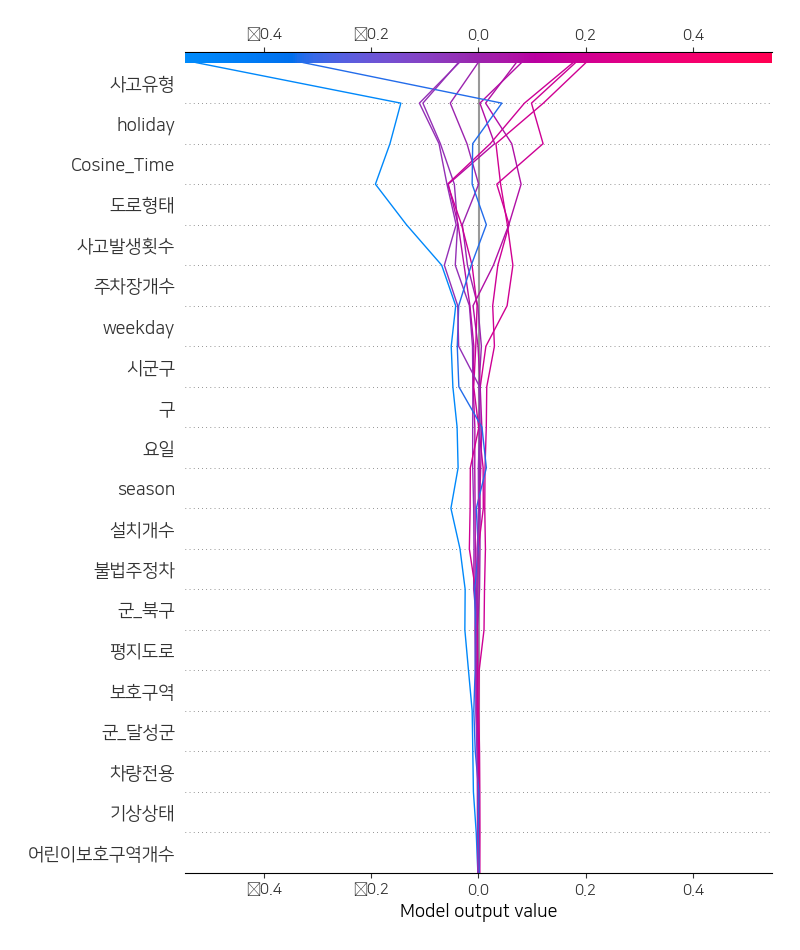 ☒0.4 ☒0.2 0.0 0.2 0.4
사고유형
holiday
Cosine_Time
도로형태
사고발생횟수
주차장개수
weekday
시군구
구
요일
season
설치개수
불법주정차
군_북구
평지도로
보호구역
군_달성군
차량전용
기상상태
어린이보호구역개수
☒0.4 ☒0.2 0.0 0.2 0.4
Model output value